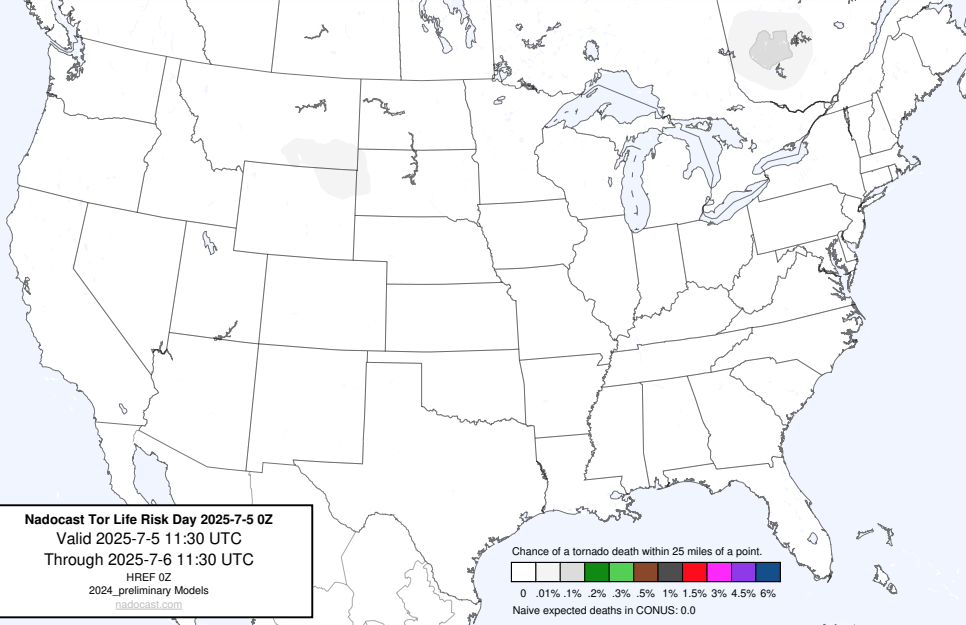 Nadocast Tor Life Risk Day 2025-7-5 0Z
Valid 2025-7-5 11:30 UTC
Through 2025-7-6 11:30 UTC
HREF 0Z
2024_preliminary Models
nadocast.com
Chance of a tornado death within 25 miles of a point.
0 .01% .1% .2% .3% .5% 1% 1.5% 3% 4.5% 6%
Naive expected deaths in CONUS: 0.0